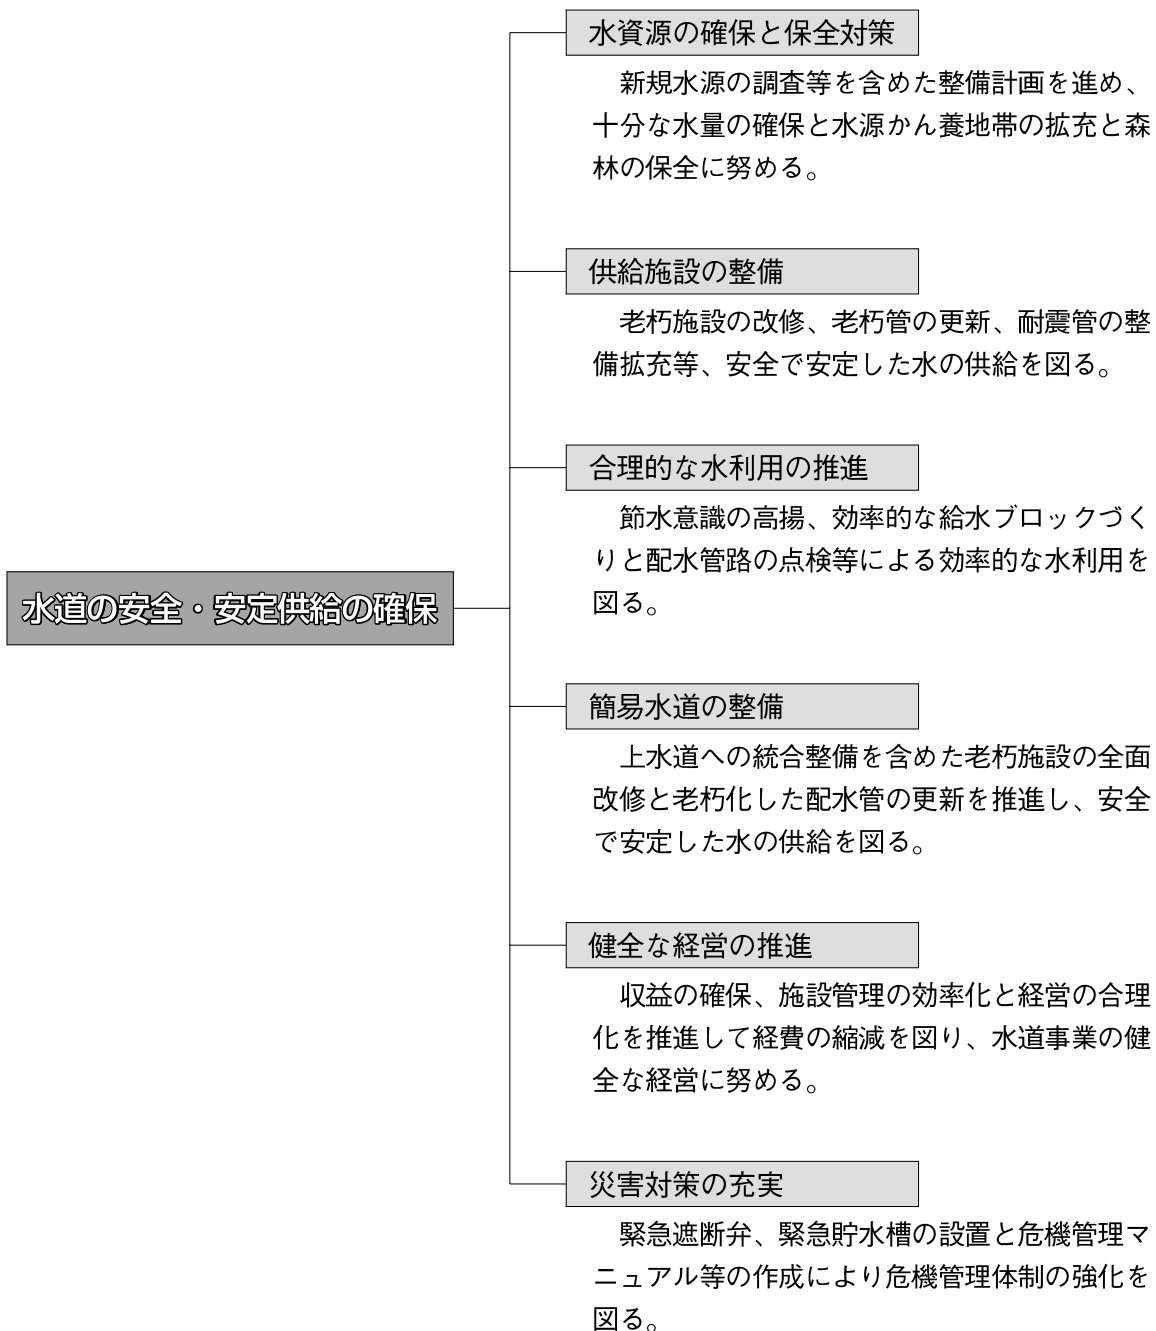 水道の安全・安定供給の確保
水資源の確保と保全対策
新規水源の調査等を含めた整備計画を進め、
十分な水量の確保と水源かん養地帯の拡充と森
林の保全に努める。
供給施設の整備
老朽施設の改修、老朽管の更新、耐震管の整
備拡充等、安全で安定した水の供給を図る。
合理的な水利用の推進
節水意識の高揚、効率的な給水ブロックづく
りと配水管路の点検等による効率的な水利用を
図る。
簡易水道の整備
上水道への統合整備を含めた老朽施設の全面
改修と老朽化した配水管の更新を推進し、安全
で安定した水の供給を図る。
健全な経営の推進
収益の確保、施設管理の効率化と経営の合理
化を推進して経費の縮減を図り、水道事業の健
全な経営に努める。
災害対策の充実
緊急遮断弁、緊急貯水槽の設置と危機管理マ
ニュアル等の作成により危機管理体制の強化を
図る。